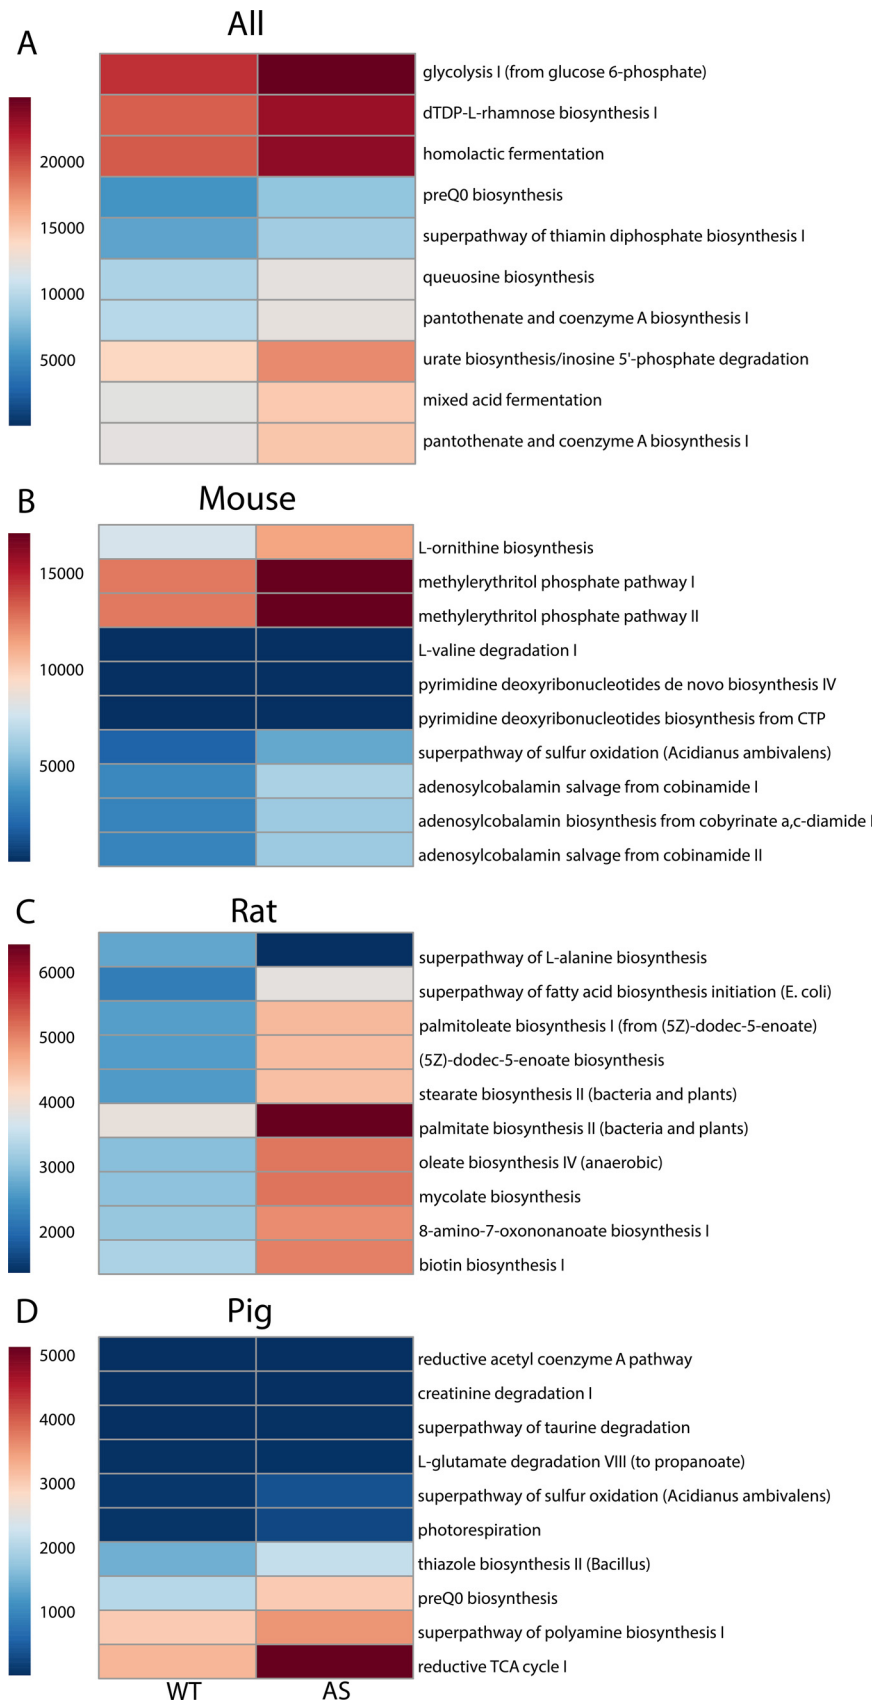 A
All
20000
15000
10000
5000
glycolysis I (from glucose 6-phosphate)
dTDP-L-rhamnose biosynthesis I
homolactic fermentation
preQ0 biosynthesis
superpathway of thiamin diphosphate biosynthesis I
queuosine biosynthesis
pantothenate and coenzyme A biosynthesis I
urate biosynthesis/inosine 5'-phosphate degradation
mixed acid fermentation
pantothenate and coenzyme A biosynthesis I
B
Mouse
15000
10000
5000
L-ornithine biosynthesis
methylerythritol phosphate pathway I
methylerythritol phosphate pathway II
L-valine degradation I
pyrimidine deoxyribonucleotides de novo biosynthesis IV
pyrimidine deoxyribonucleotides biosynthesis from CTP
superpathway of sulfur oxidation (Acidianus ambivalens)
adenosylcobalamin salvage from cobinamide I
adenosylcobalamin biosynthesis from cobyrinate a,c-diamide I
adenosylcobalamin salvage from cobinamide II
C
Rat
6000
5000
4000
3000
2000
superpathway of L-alanine biosynthesis
superpathway of fatty acid biosynthesis initiation (E. coli)
palmitoleate biosynthesis I (from (5Z)-dodec-5-enoate)
(5Z)-dodec-5-enoate biosynthesis
stearate biosynthesis II (bacteria and plants)
palmitate biosynthesis II (bacteria and plants)
oleate biosynthesis IV (anaerobic)
mycolate biosynthesis
8-amino-7-oxononanoate biosynthesis I
biotin biosynthesis I
D
Pig
5000
4000
3000
2000
1000
reductive acetyl coenzyme A pathway
creatinine degradation I
superpathway of taurine degradation
L-glutamate degradation VIII (to propanoate)
superpathway of sulfur oxidation (Acidianus ambivalens)
photorespiration
thiazole biosynthesis II (Bacillus)
preQ0 biosynthesis
superpathway of polyamine biosynthesis I
reductive TCA cycle I
WT
AS